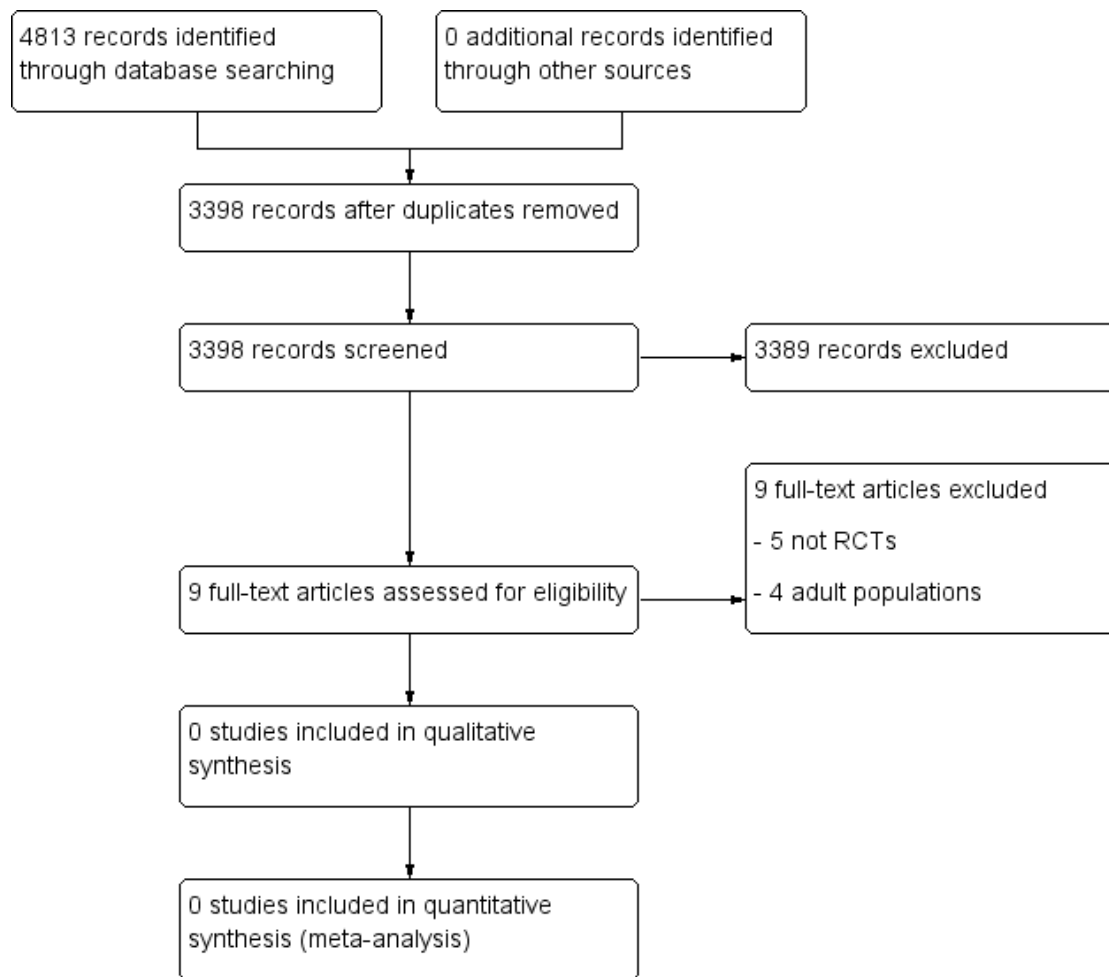 4813 records identified
through database searching
0 additional records identified
through other sources
3398 records after duplicates removed
3398 records screened
3389 records excluded
9 full-text articles assessed for eligibility
9 full-text articles excluded
- 5 not RCTs
- 4 adult populations
0 studies included in qualitative
synthesis
0 studies included in quantitative
synthesis (meta-analysis)